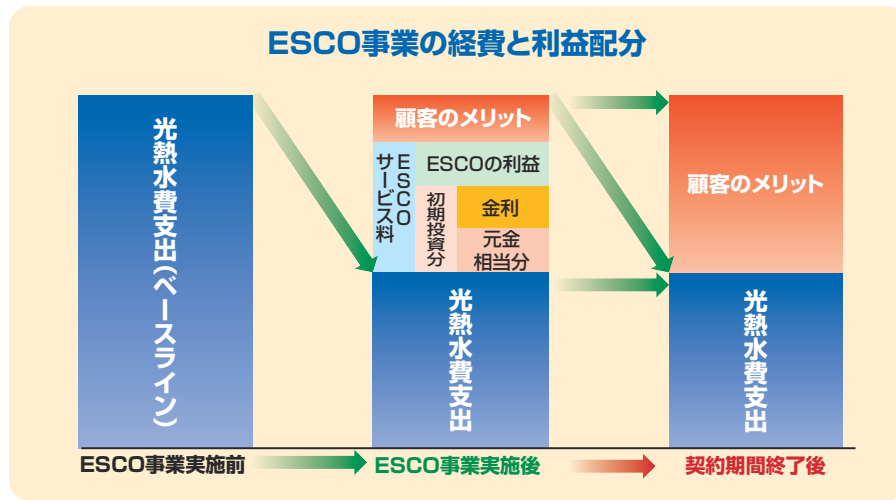 ESCO事業の経費と利益配分
光熱水費支出(ベースライン)
顧客のメリット
ESCO
サービス料
ESCOの利益
初期投資分
金利
元金
相当分
光熱水費支出
顧客のメリット
光熱水費支出
ESCO事業実施前
ESCO事業実施後
契約期間終了後